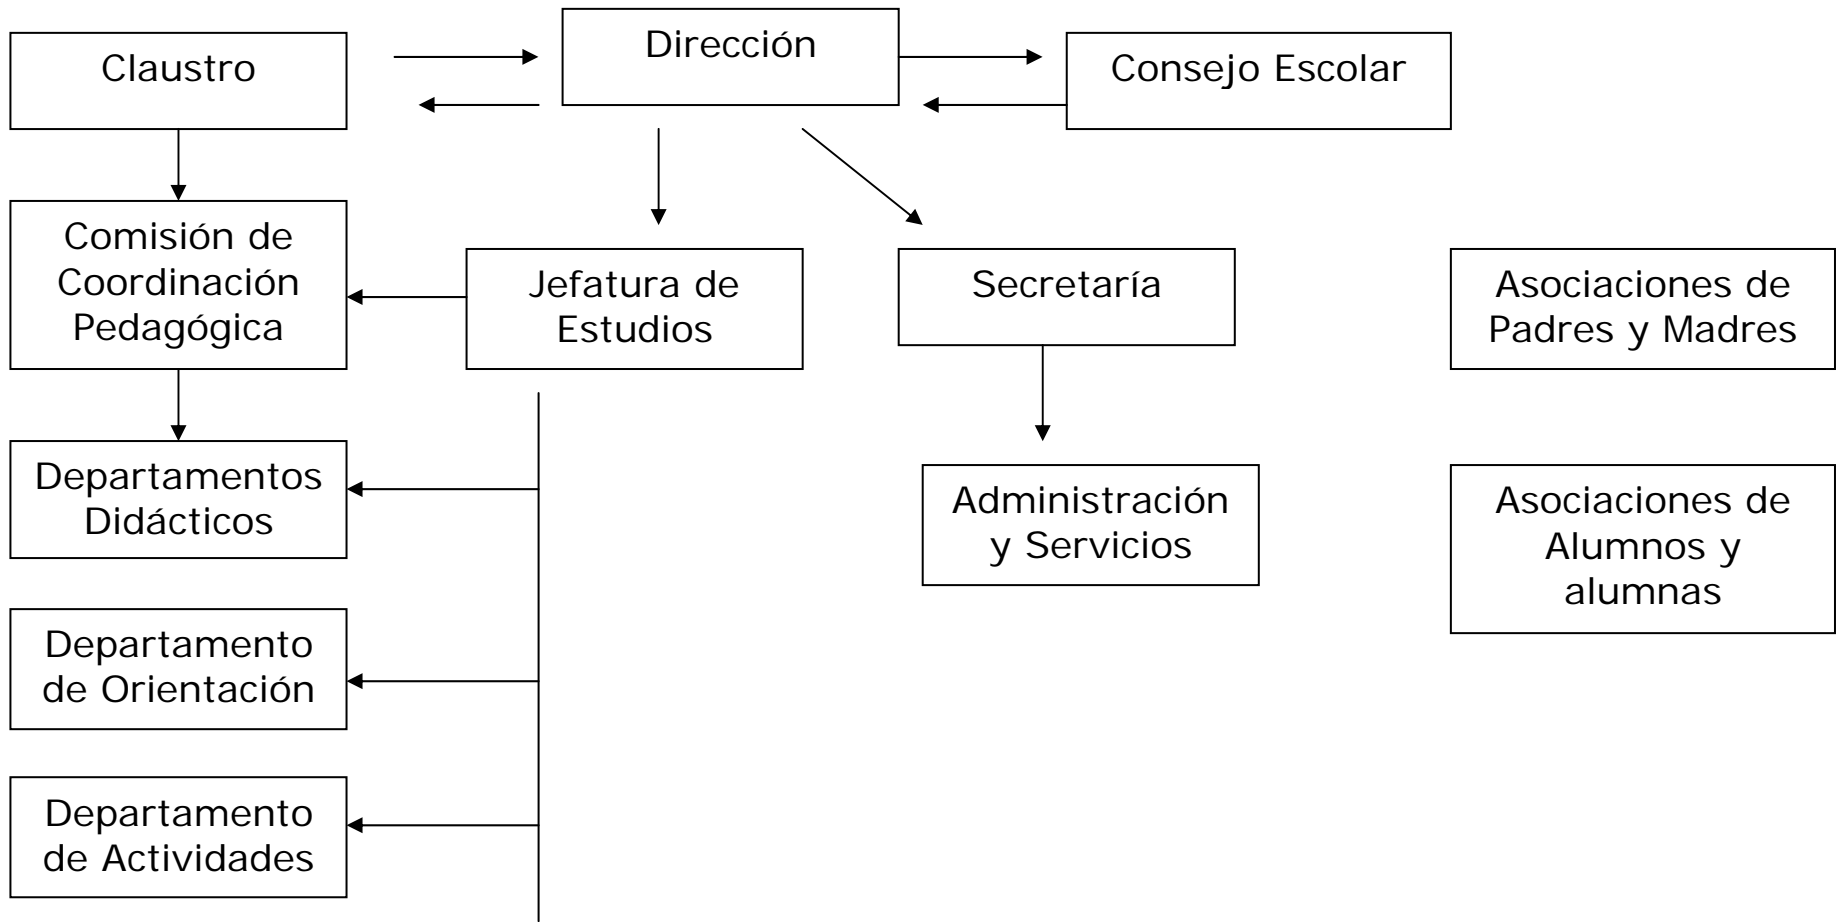 Claustro
Dirección
Consejo Escolar
Comisión de
Coordinación
Pedagógica
Jefatura de
Estudios
Secretaría
Asociaciones de
Padres y Madres
Departamentos
Didácticos
Administración
y Servicios
Asociaciones de
Alumnos y
alumnas
Departamento
de Orientación
Departamento
de Actividades